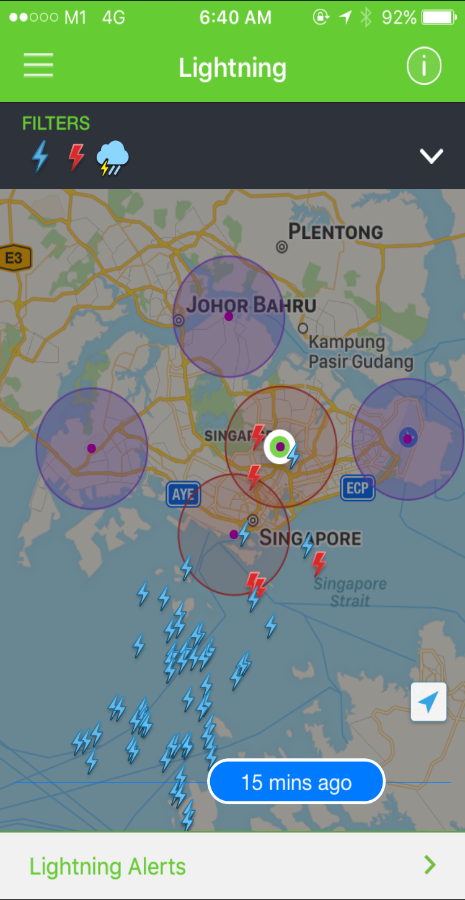 M1 4G 6:40 AM 92%
Lightning
FILTERS
PLENTONG
E3
JOHOR BAHRU
Kampung
Pasir Gudang
AYE
ECP
SINGAPORE
Singapore
Strait
15 mins ago
Lightning Alerts